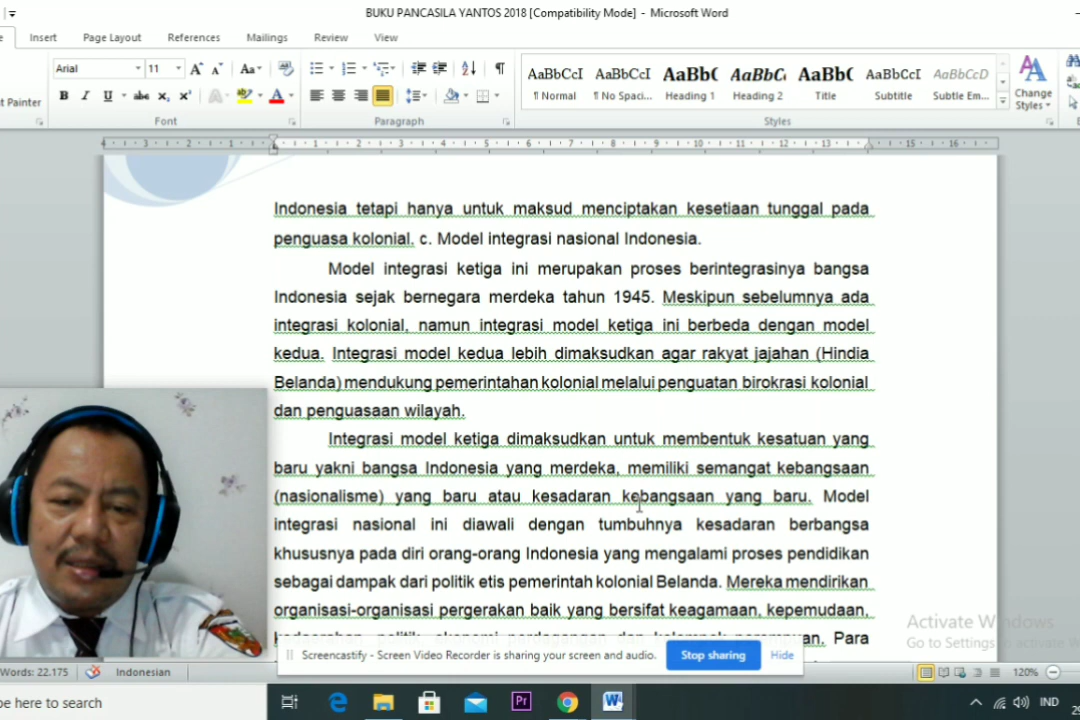 BUKU PANCASILA YANTOS 2018 [Compatibility Mode] - Microsoft Word
Insert Page Layout References Mailings Review View
Arial 11
AaBbCcI AaBbCcI AaBb( AaBbC AaBb( AaBbCcI AaBbCcI
t Painter
¶ Normal ¶ No Spaci... Heading 1 Heading 2 Title Subtitle Subtle Em...
Change
Styles
Font Paragraph Styles
Indonesia tetapi hanya untuk maksud menciptakan kesetiaan tunggal pada
penguasa kolonial. c. Model integrasi nasional Indonesia.
Model integrasi ketiga ini merupakan proses berintegrasinya bangsa
Indonesia sejak bernegara merdeka tahun 1945. Meskipun sebelumnya ada
integrasi kolonial, namun integrasi model ketiga ini berbeda dengan model
kedua. Integrasi model kedua lebih dimaksudkan agar rakyat jajahan (Hindia
Belanda) mendukung pemerintahan kolonial melalui penguatan birokrasi kolonial
dan penguasaan wilayah.
Integrasi model ketiga dimaksudkan untuk membentuk kesatuan yang
baru yakni bangsa Indonesia yang merdeka, memiliki semangat kebangsaan
(nasionalisme) yang baru atau kesadaran kebangsaan yang baru. Model
integrasi nasional ini diawali dengan tumbuhnya kesadaran berbangsa
khususnya pada diri orang-orang Indonesia yang mengalami proses pendidikan
sebagai dampak dari politik etis pemerintah kolonial Belanda. Mereka mendirikan
organisasi-organisasi pergerakan baik yang bersifat keagamaan, kepemudaan,
Para
Activate Windows
Go to Settings to activate W
Screencastify - Screen Video Recorder is sharing your screen and audio. Stop sharing Hide
Words: 22.175 Indonesian 120%
pe here to search
Pr
IND